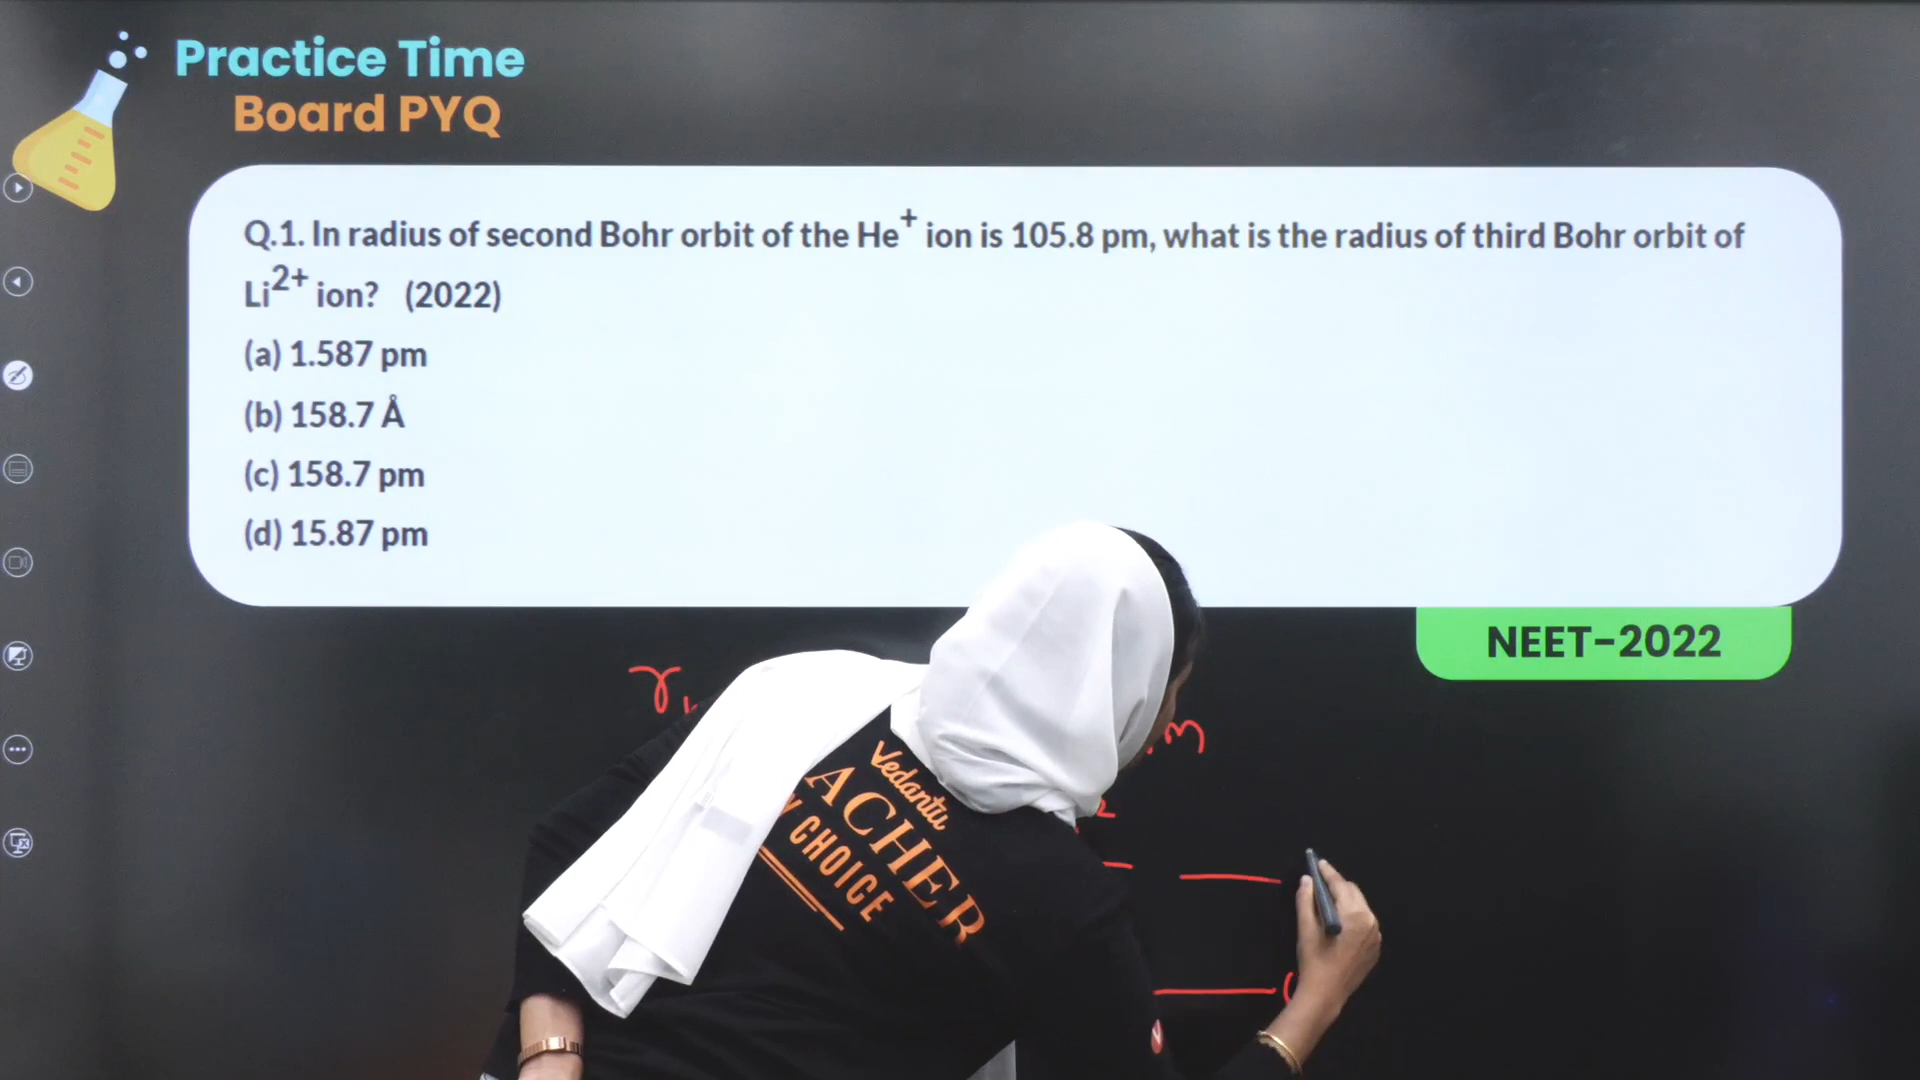 Practice Time
Board PYQ
Q.1. In radius of second Bohr orbit of the He⁺ ion is 105.8 pm, what is the radius of third Bohr orbit of
Li²⁺ ion? (2022)
(a) 1.587 pm
(b) 158.7 Å
(c) 158.7 pm
(d) 15.87 pm
NEET-2022
Vedantu
ACHER
CHOICE